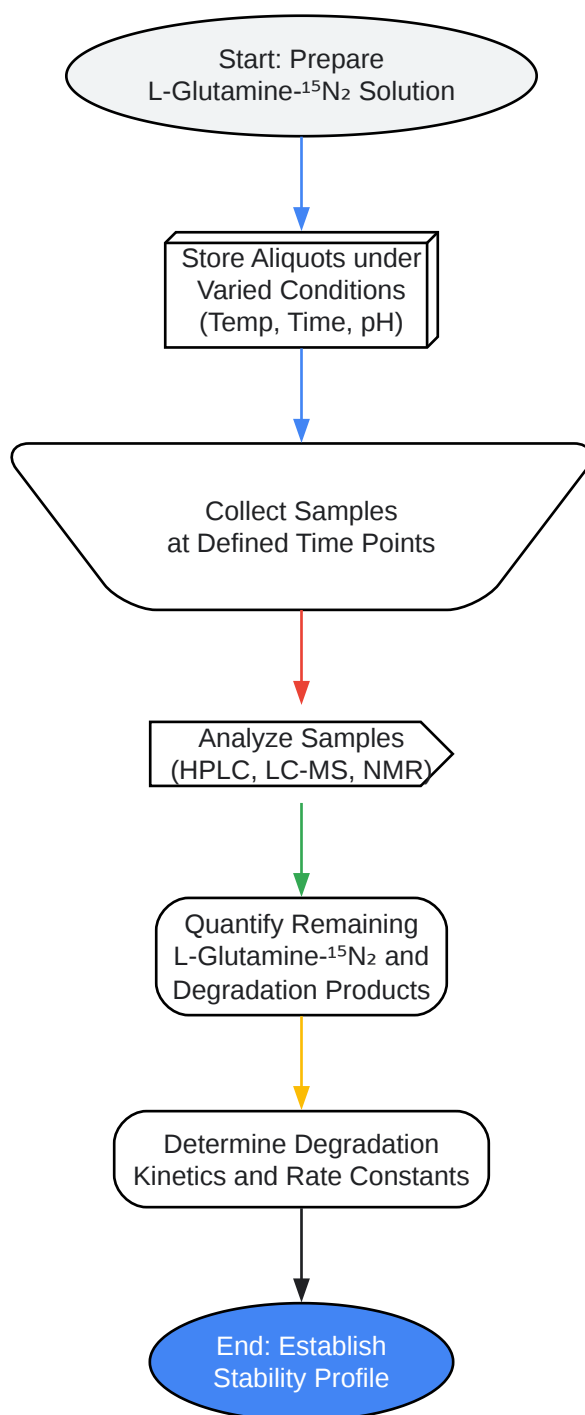 Start: Prepare
L-Glutamine-¹⁵N₂ Solution
Store Aliquots under
Varied Conditions
(Temp, Time, pH)
Collect Samples
at Defined Time Points
Analyze Samples
(HPLC, LC-MS, NMR)
Quantify Remaining
L-Glutamine-¹⁵N₂ and
Degradation Products
Determine Degradation
Kinetics and Rate Constants
End: Establish
Stability Profile